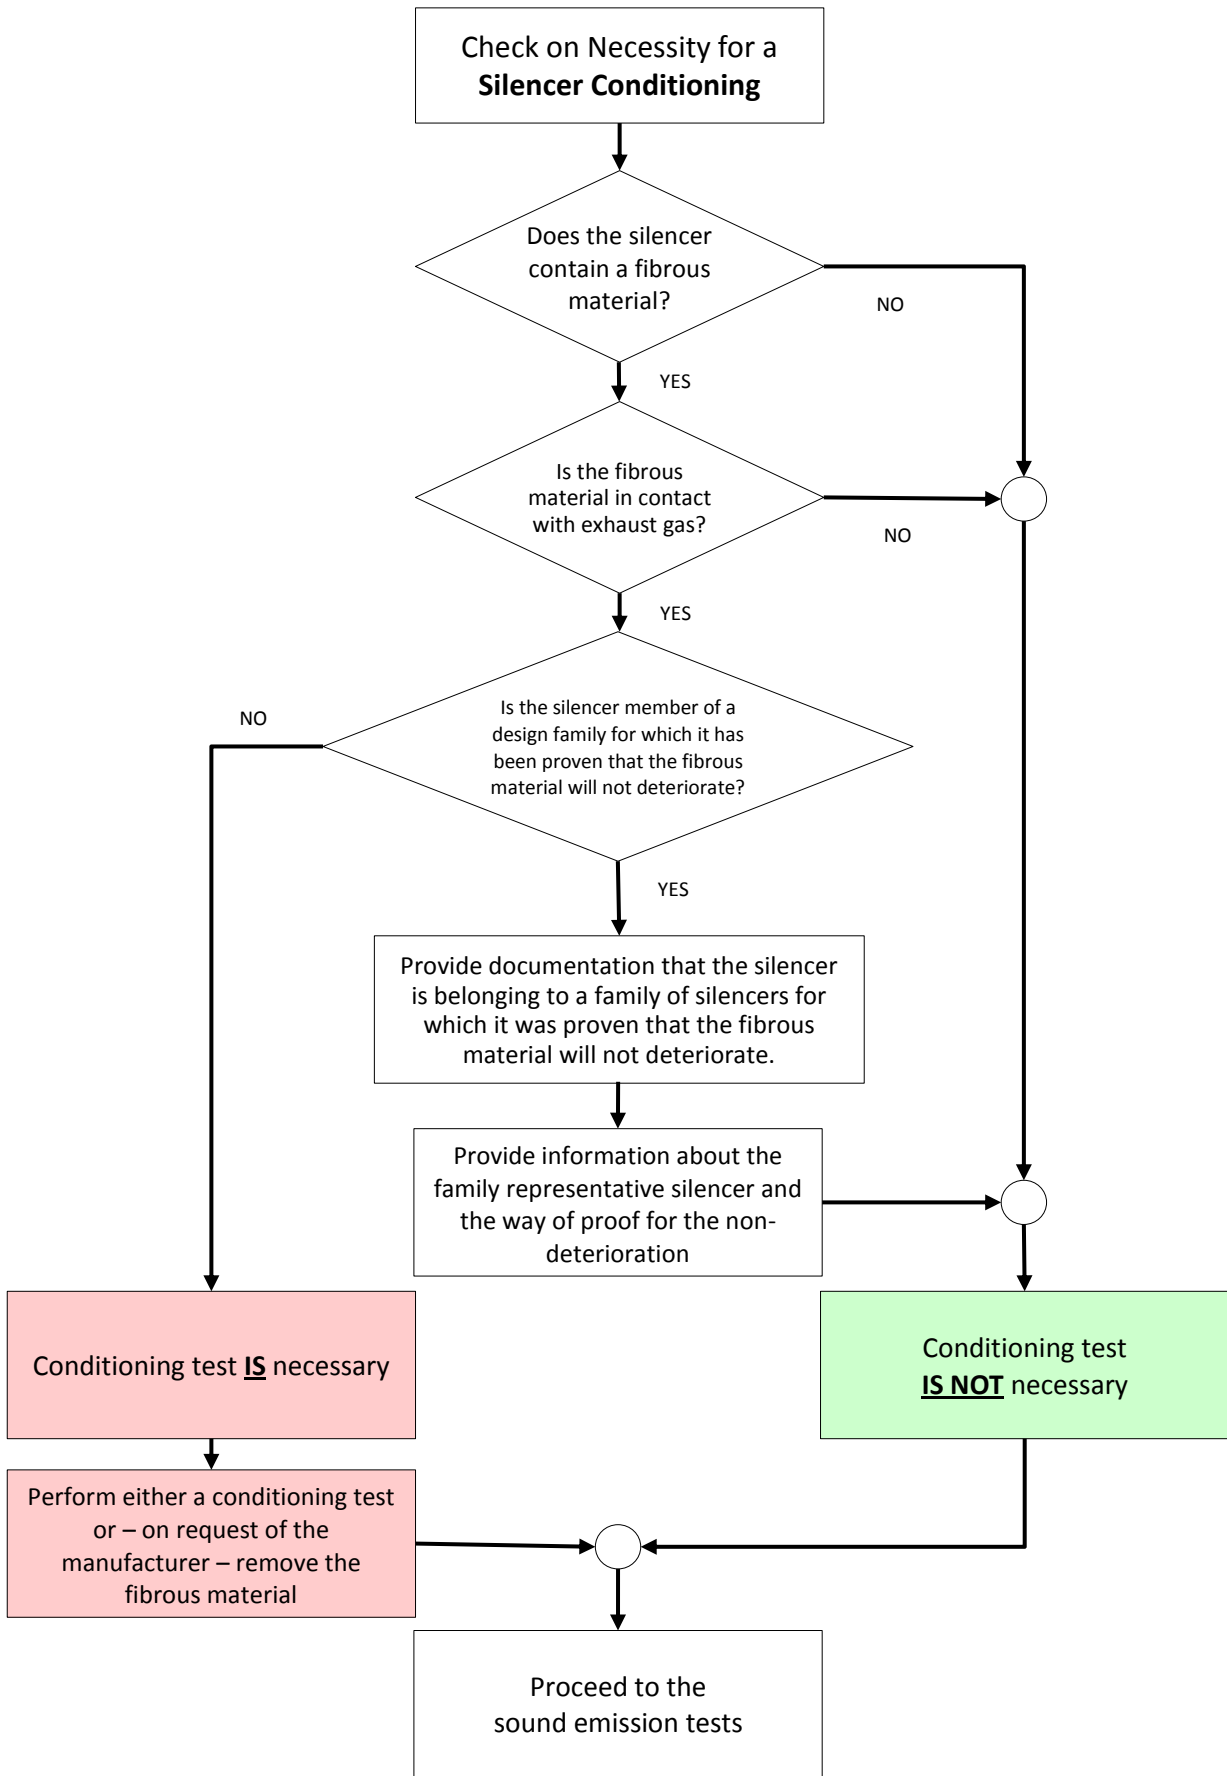 Check on Necessity for a
Silencer Conditioning
Does the silencer
contain a fibrous
material?
NO
YES
Is the fibrous
material in contact
with exhaust gas?
NO
YES
NO
Is the silencer member of a
design family for which it has
been proven that the fibrous
material will not deteriorate?
YES
Provide documentation that the silencer
is belonging to a family of silencers for
which it was proven that the fibrous
material will not deteriorate.
Provide information about the
family representative silencer and
the way of proof for the non-
deterioration
Conditioning test IS necessary
Conditioning test
IS NOT necessary
Perform either a conditioning test
or – on request of the
manufacturer – remove the
fibrous material
Proceed to the
sound emission tests